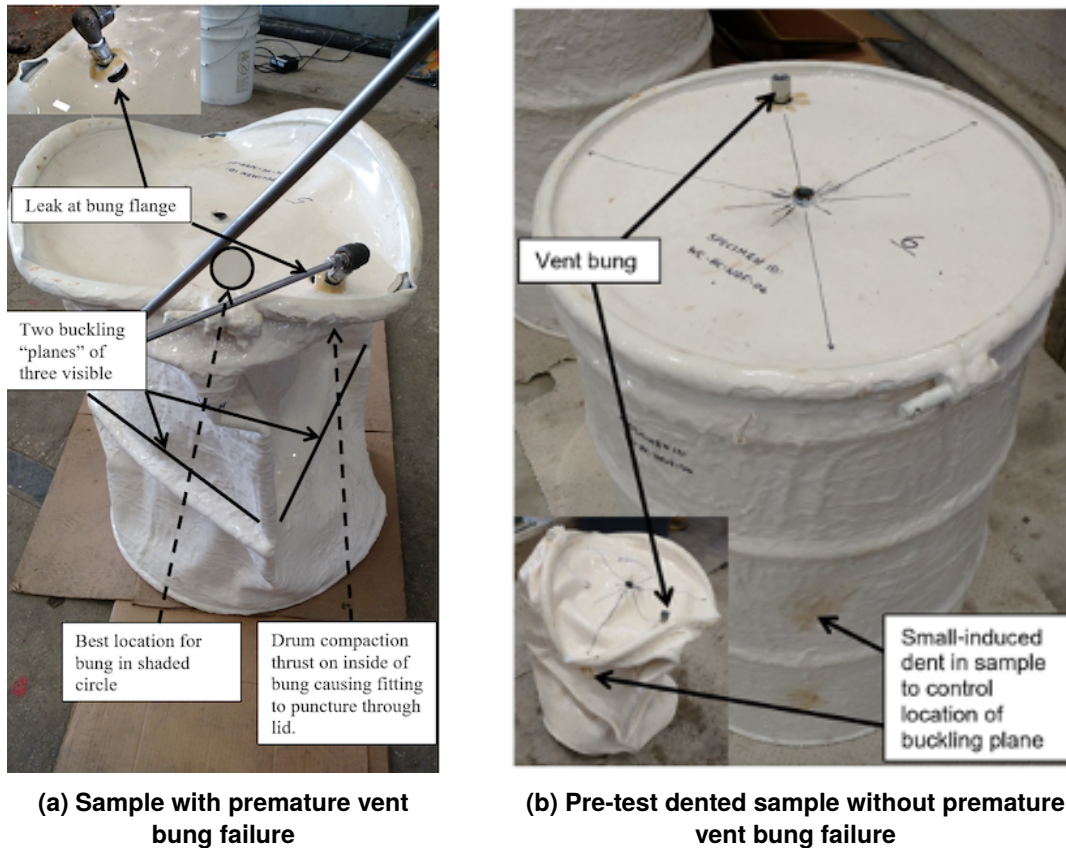 Leak at bung flange
Two buckling
“planes” of
three visible
Best location for
bung in shaded
circle
Drum compaction
thrust on inside of
bung causing fitting
to puncture through
lid.
(a) Sample with premature vent
bung failure
Vent bung
SPECIMEN ID:
6
Small-induced
dent in sample
to control
location of
buckling plane
(b) Pre-test dented sample without premature
vent bung failure